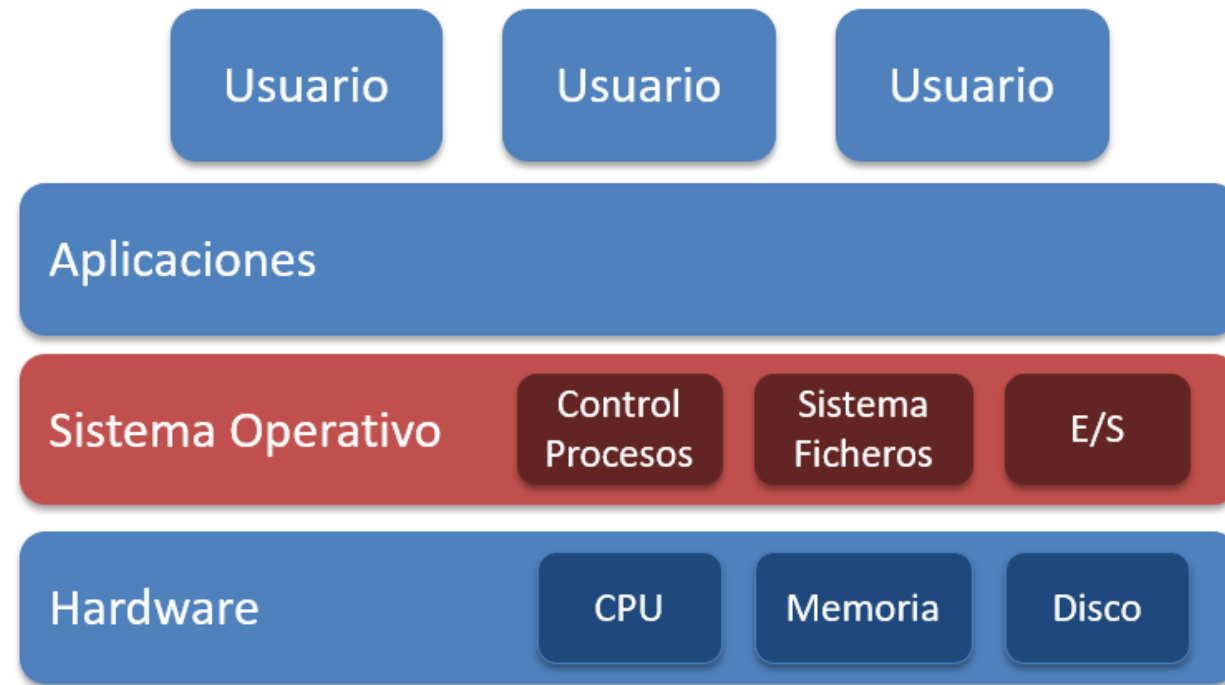 Usuario
Usuario
Usuario
Aplicaciones
Sistema Operativo
Control
Procesos
Sistema
Ficheros
E/S
Hardware
CPU
Memoria
Disco